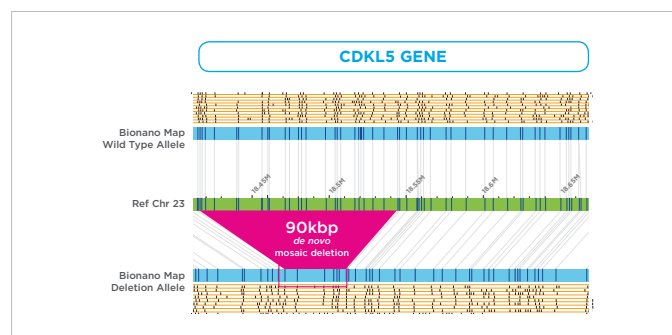 CDKL5 GENE
Bionano Map
Wild Type Allele
18.45M
18.5M
18.55M
18.6M
18.65M
Ref Chr 23
90kbp
de novo
mosaic deletion
Bionano Map
Deletion Allele